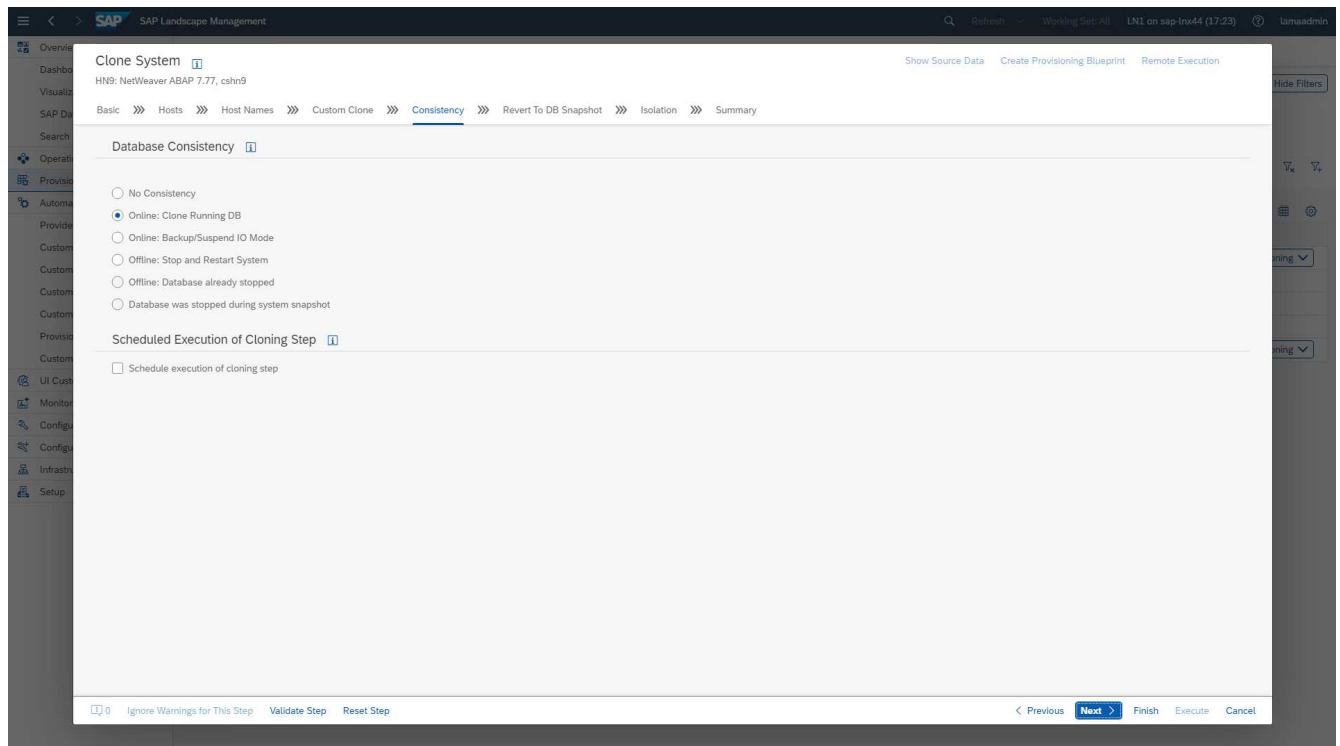 SAP SAP Landscape Management Refresh Working Set: All LN1 on sap-lnx44 (17:23) lamaadmin
Clone System
Show Source Data Create Provisioning Blueprint Remote Execution
HN9: NetWeaver ABAP 7.77, cshn9
Hide Filters
Basic Hosts Host Names Custom Clone Consistency Revert To DB Snapshot Isolation Summary
Database Consistency
No Consistency
Online: Clone Running DB
Online: Backup/Suspend IO Mode
Offline: Stop and Restart System
Offline: Database already stopped
Database was stopped during system snapshot
Scheduled Execution of Cloning Step
Schedule execution of cloning step
Overvie
Dashbo
Visualiz
SAP Da
Search
Operati
Provisio
Automa
Provide
Custom
Custom
Custom
Custom
Provisio
Custom
UI Cust
Monitor
Configu
Configu
Infrastru
Setup
oning
oning
0 Ignore Warnings for This Step Validate Step Reset Step
< Previous Next > Finish Execute Cancel